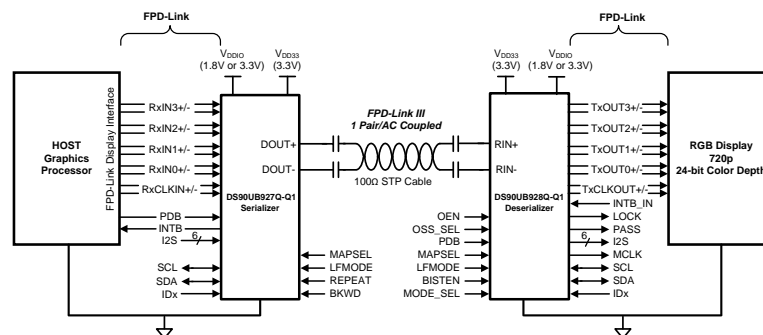 FPD-Link
FPD-Link
VDDIO
(1.8V or 3.3V)
VDD33
(3.3V)
VDD33
(3.3V)
VDDIO
(1.8V or 3.3V)
HOST
Graphics
Processor
FPD-Link Display Interface
RxIN3+/-
RxIN2+/-
RxIN1+/-
RxIN0+/-
RxCLKIN+/-
PDB
INTB
I2S
6
SCL
SDA
IDx
DOUT+
DOUT-
DS90UB927Q-Q1
Serializer
MAPSEL
LFMODE
REPEAT
BKWD
FPD-Link III
1 Pair/AC Coupled
100Ω STP Cable
RIN+
RIN-
DS90UB928Q-Q1
Deserializer
OEN
OSS_SEL
PDB
MAPSEL
LFMODE
BISTEN
MODE_SEL
TxOUT3+/-
TxOUT2+/-
TxOUT1+/-
TxOUT0+/-
TxCLKOUT+/-
INTB_IN
LOCK
PASS
6
I2S
MCLK
SCL
SDA
IDx
RGB Display
720p
24-bit Color Depth